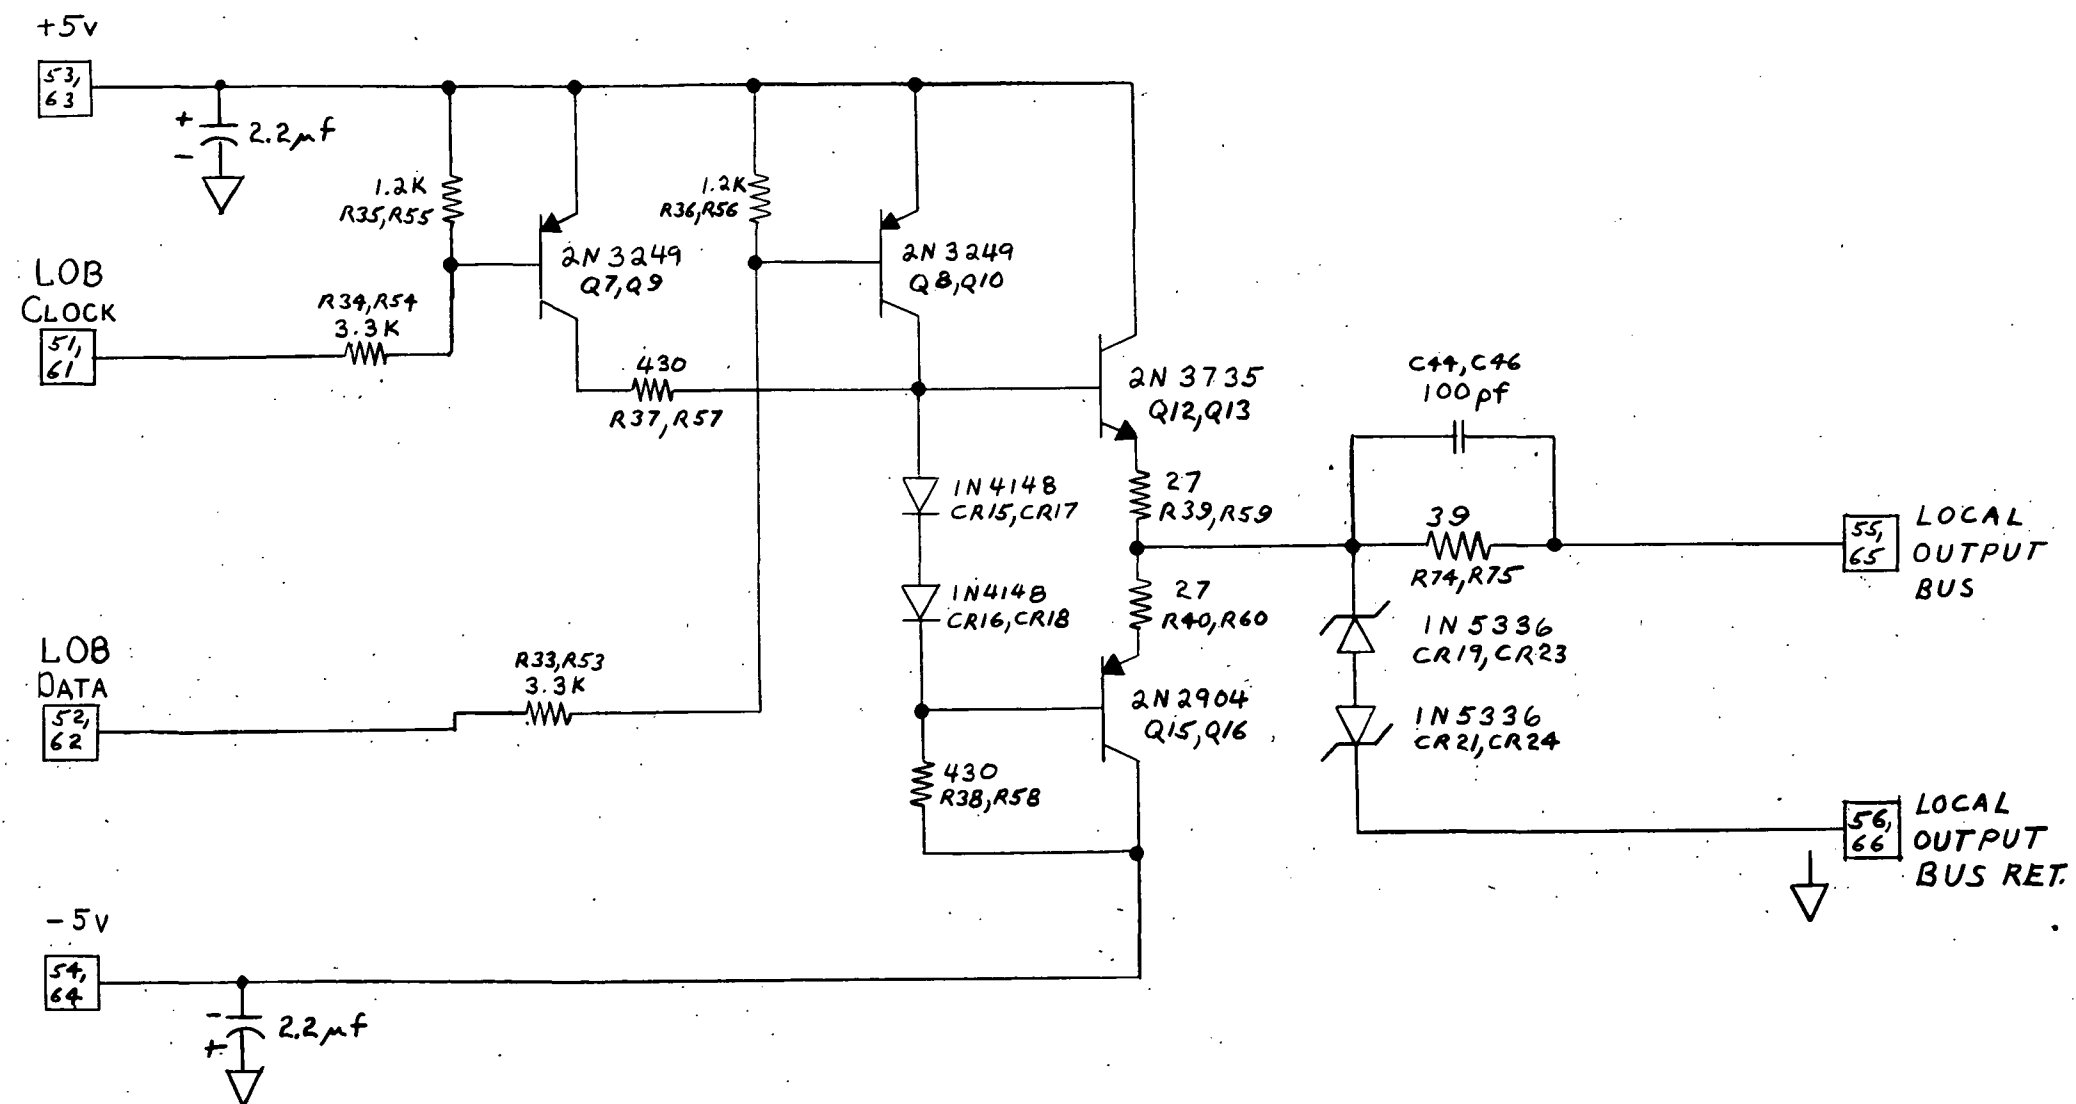 +5v
53,
63
+
-
2.2μf
1.2K
R35,R55
1.2K
R36,R56
2N3249
Q7,Q9
2N3249
Q8,Q10
LOB
CLOCK
51,
61
R34,R54
3.3K
430
R37,R57
2N3735
Q12,Q13
C44,C46
100pf
1N4148
CR15,CR17
27
R39,R59
39
R74,R75
55,
65
LOCAL
OUTPUT
BUS
1N4148
CR16,CR18
27
R40,R60
1N5336
CR19,CR23
LOB
DATA
52,
62
R33,R53
3.3K
2N2904
Q15,Q16
1N5336
CR21,CR24
430
R38,R58
56,
66
LOCAL
OUTPUT
BUS RET.
-5v
54,
64
-
+
2.2μf